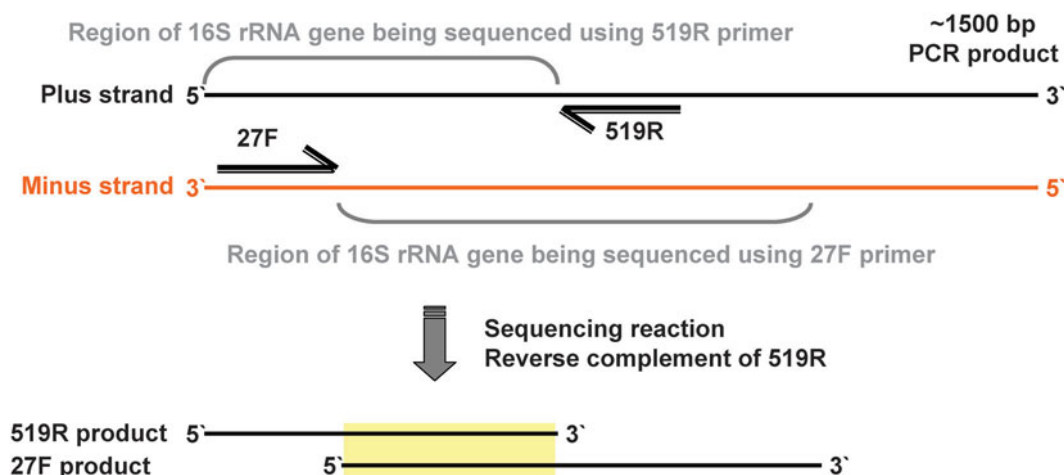 Region of 16S rRNA gene being sequenced using 519R primer
~1500 bp
PCR product
Plus strand 5` 3`
519R
27F
Minus strand 3` 5`
Region of 16S rRNA gene being sequenced using 27F primer
Sequencing reaction
Reverse complement of 519R
519R product 5` 3`
27F product 5` 3`